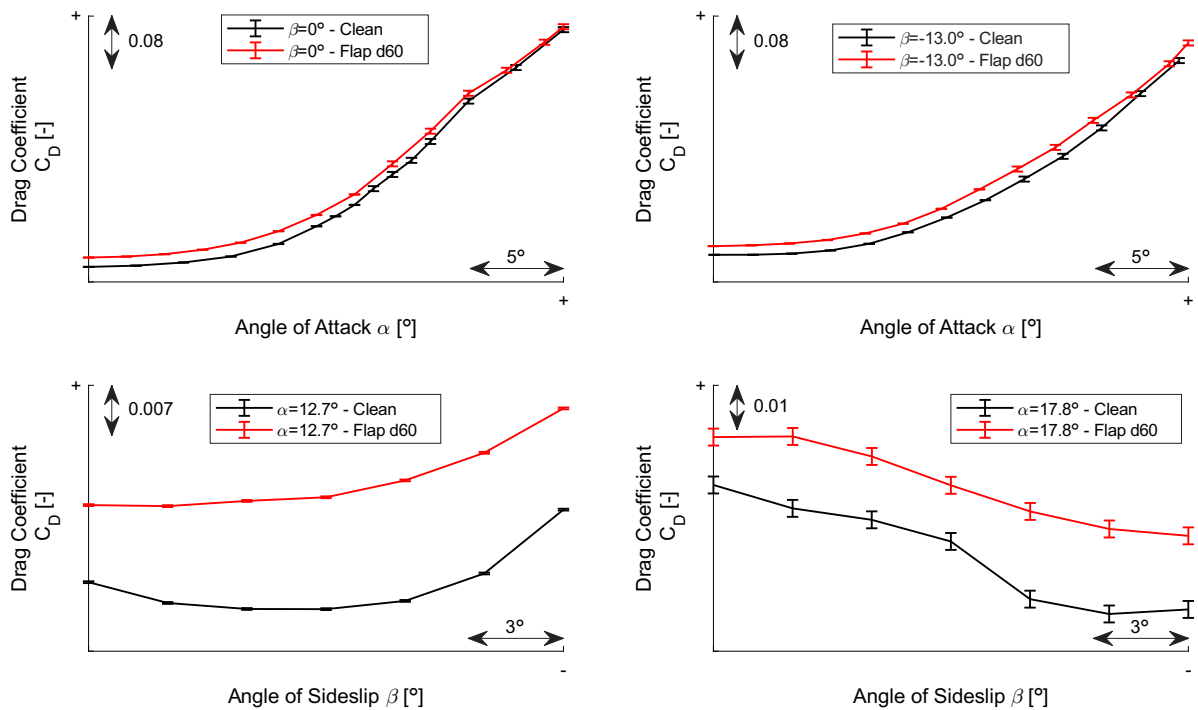 +
0.08
β=0° - Clean
β=0° - Flap d60
Drag Coefficient
C_D [-]
5°
+
Angle of Attack α [°]
+
0.08
β=-13.0° - Clean
β=-13.0° - Flap d60
Drag Coefficient
C_D [-]
5°
+
Angle of Attack α [°]
+
0.007
α=12.7° - Clean
α=12.7° - Flap d60
Drag Coefficient
C_D [-]
3°
-
Angle of Sideslip β [°]
+
0.01
α=17.8° - Clean
α=17.8° - Flap d60
Drag Coefficient
C_D [-]
3°
-
Angle of Sideslip β [°]